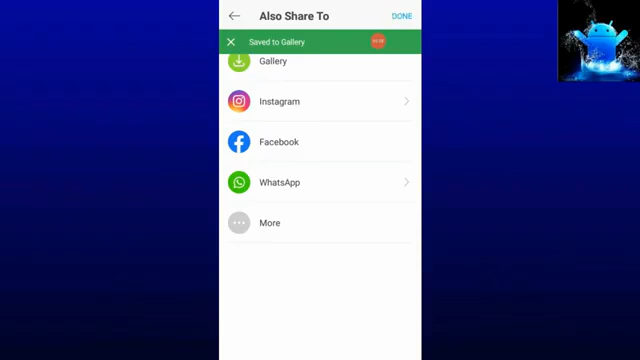 Also Share To
DONE
Saved to Gallery
Gallery
Instagram
Facebook
WhatsApp
More